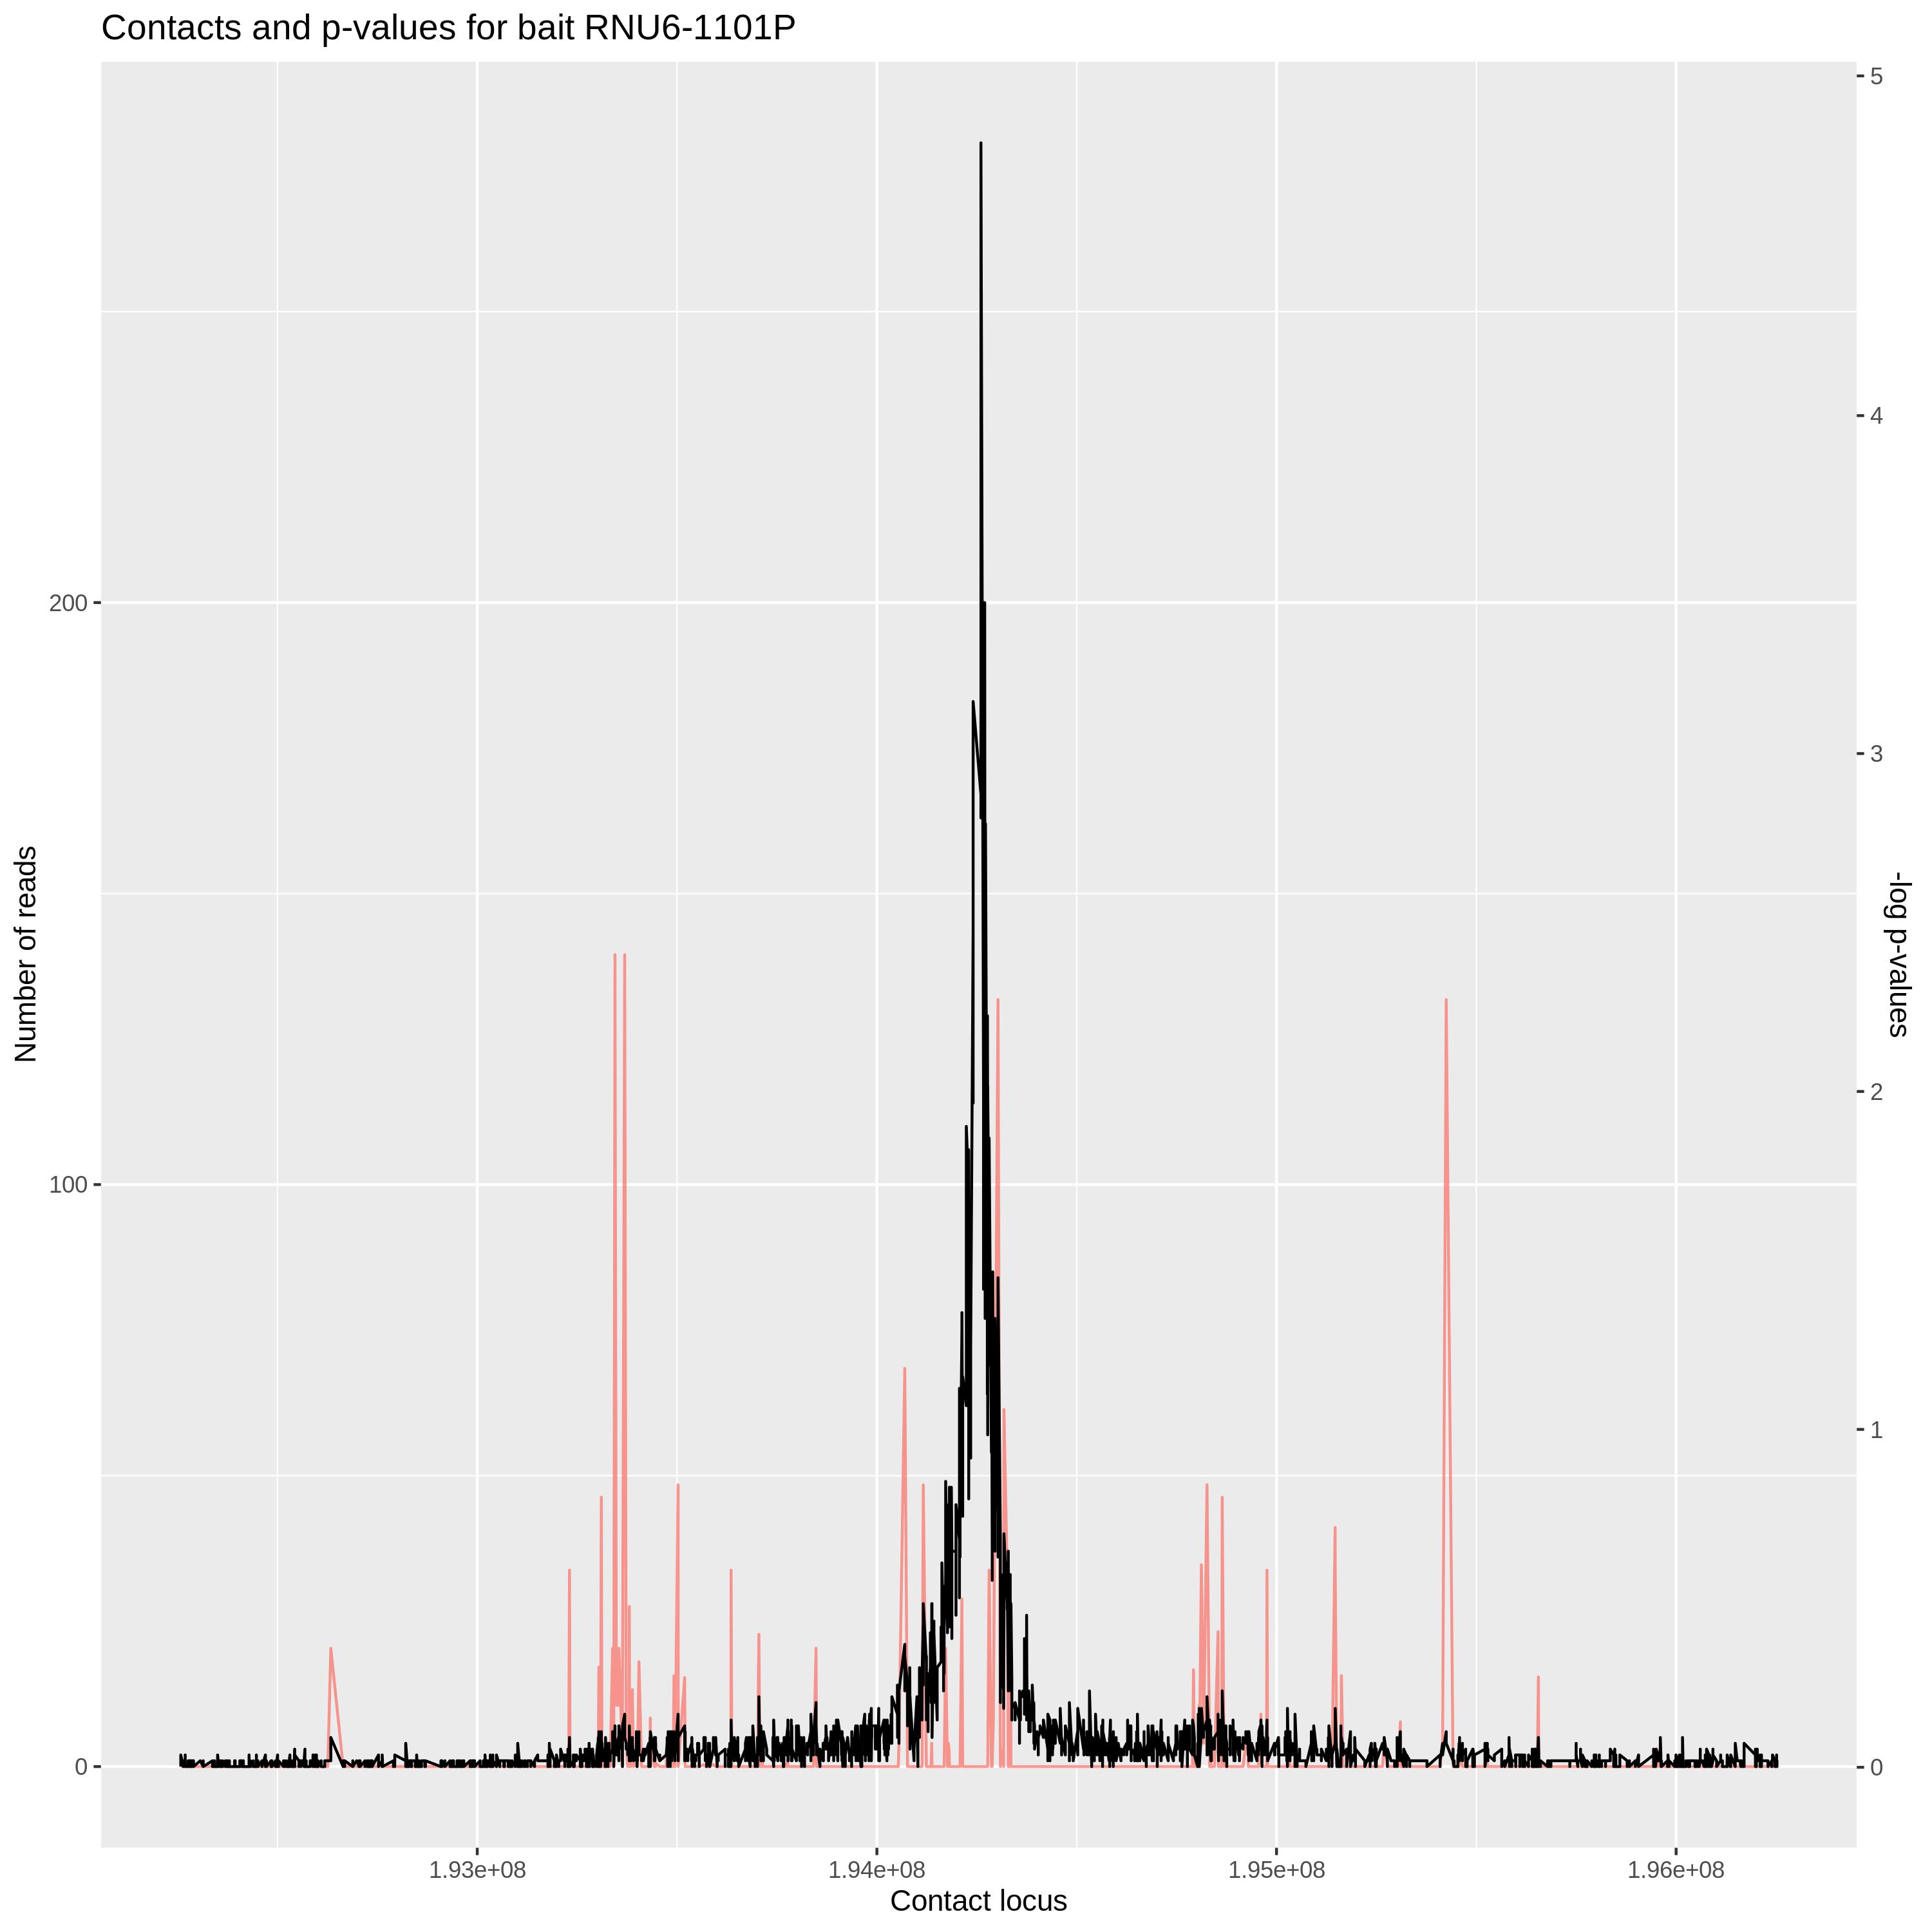 Contacts and p-values for bait RNU6-1101P
5
4
200
3
Number of reads
-log p-values
2
100
1
0
0
1.93e+08
1.94e+08
1.95e+08
1.96e+08
Contact locus